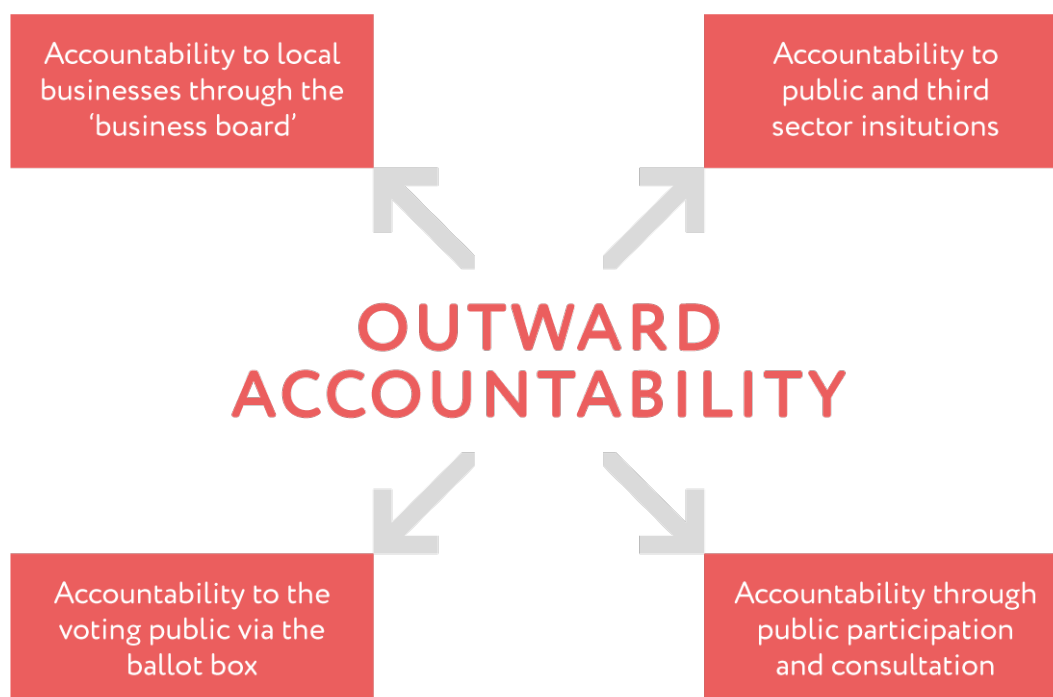 Accountability to local
businesses through the
‘business board’
Accountability to
public and third
sector insitutions
OUTWARD
ACCOUNTABILITY
Accountability to the
voting public via the
ballot box
Accountability through
public participation
and consultation